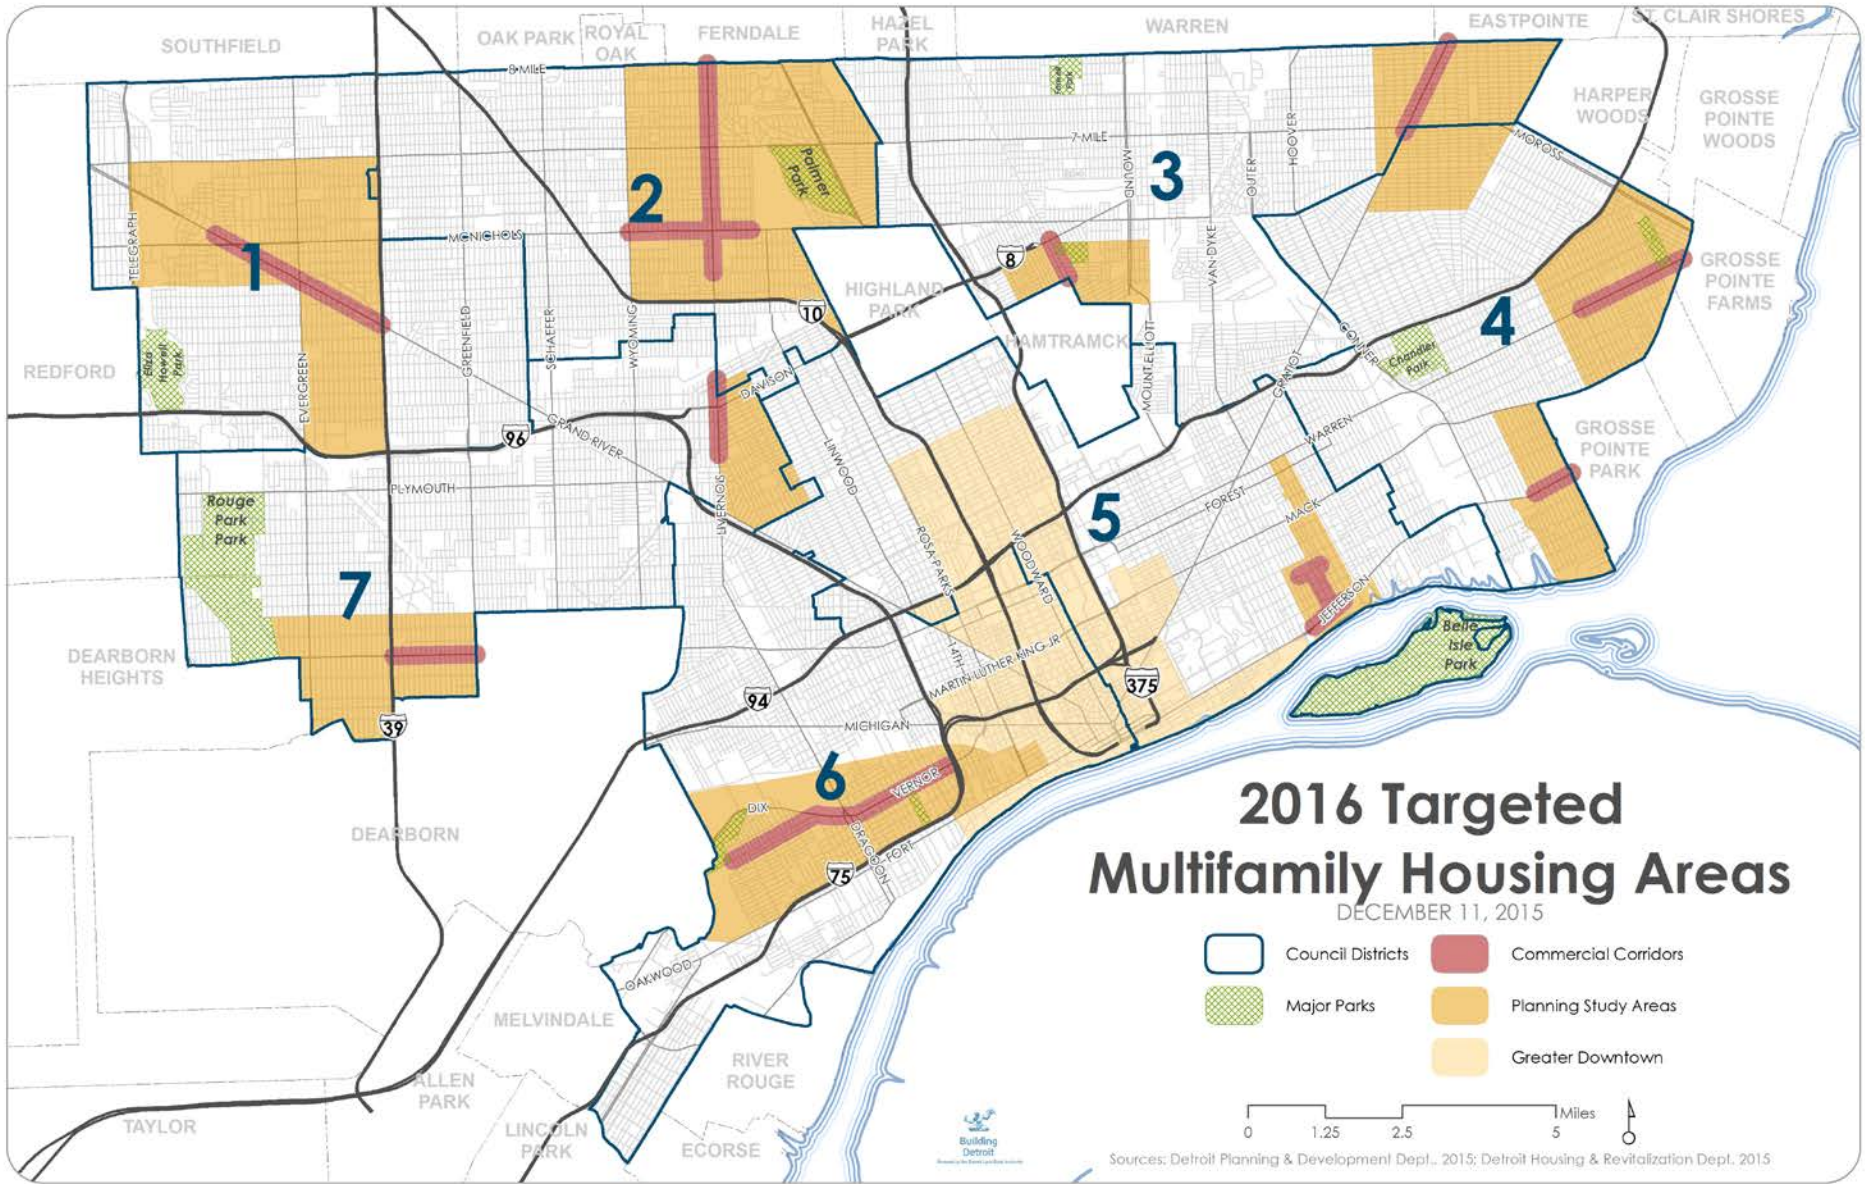 SOUTHFIELD
OAK PARK
ROYAL
OAK
FERNDALE
HAZEL
PARK
WARREN
EASTPOINTE
ST. CLAIR SHORES
8 MILE
HARPER
WOODS
GROSSE
POINTE
WOODS
7 MILE
MOUND
OUTER
HOOVER
MOROSS
Palmer
Park
TELEGRAPH
MCNICHOLS
1
2
3
4
5
6
7
8
10
HIGHLAND
PARK
HAMTRAMCK
VAN DYKE
GROSSE
POINTE
FARMS
REDFORD
Eliza
Howell
Park
EVERGREEN
GREENFIELD
SCHAEFER
WYOMING
DAVISON
MOUNT ELLIOTT
GRATIOT
CONNER
Chandler
Park
96
GRAND RIVER
LIVERNOIS
LINWOOD
WARREN
GROSSE
POINTE
PARK
PLYMOUTH
Rouge
Park
Park
ROSA PARKS
WOODWARD
FOREST
MACK
JEFFERSON
Belle
Isle
Park
DEARBORN
HEIGHTS
14TH
MARTIN LUTHER KING JR
375
94
39
MICHIGAN
DIX
VERNOR
DRAGOON
FORT
75
DEARBORN
OAKWOOD
MELVINDALE
RIVER
ROUGE
ALLEN
PARK
TAYLOR
LINCOLN
PARK
ECORSE
2016 Targeted
Multifamily Housing Areas
DECEMBER 11, 2015
Council Districts
Commercial Corridors
Major Parks
Planning Study Areas
Greater Downtown
Miles
0 1.25 2.5 5
Building
Detroit
Sources: Detroit Planning & Development Dept., 2015; Detroit Housing & Revitalization Dept. 2015